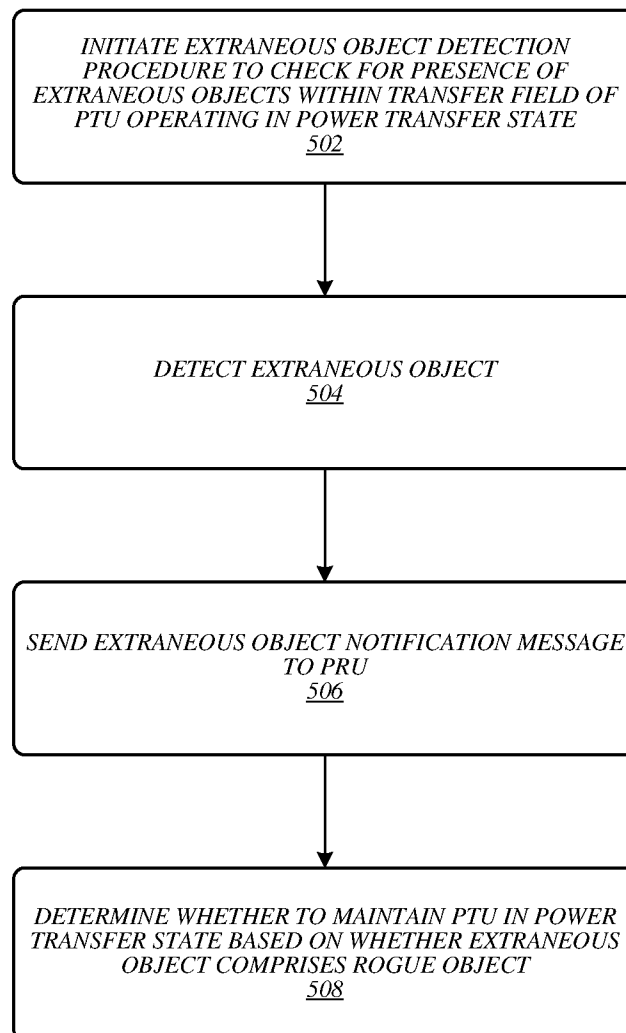 INITIATE EXTRANEOUS OBJECT DETECTION
PROCEDURE TO CHECK FOR PRESENCE OF
EXTRANEOUS OBJECTS WITHIN TRANSFER FIELD OF
PTU OPERATING IN POWER TRANSFER STATE
502
DETECT EXTRANEOUS OBJECT
504
SEND EXTRANEOUS OBJECT NOTIFICATION MESSAGE
TO PRU
506
DETERMINE WHETHER TO MAINTAIN PTU IN POWER
TRANSFER STATE BASED ON WHETHER EXTRANEOUS
OBJECT COMPRISES ROGUE OBJECT
508